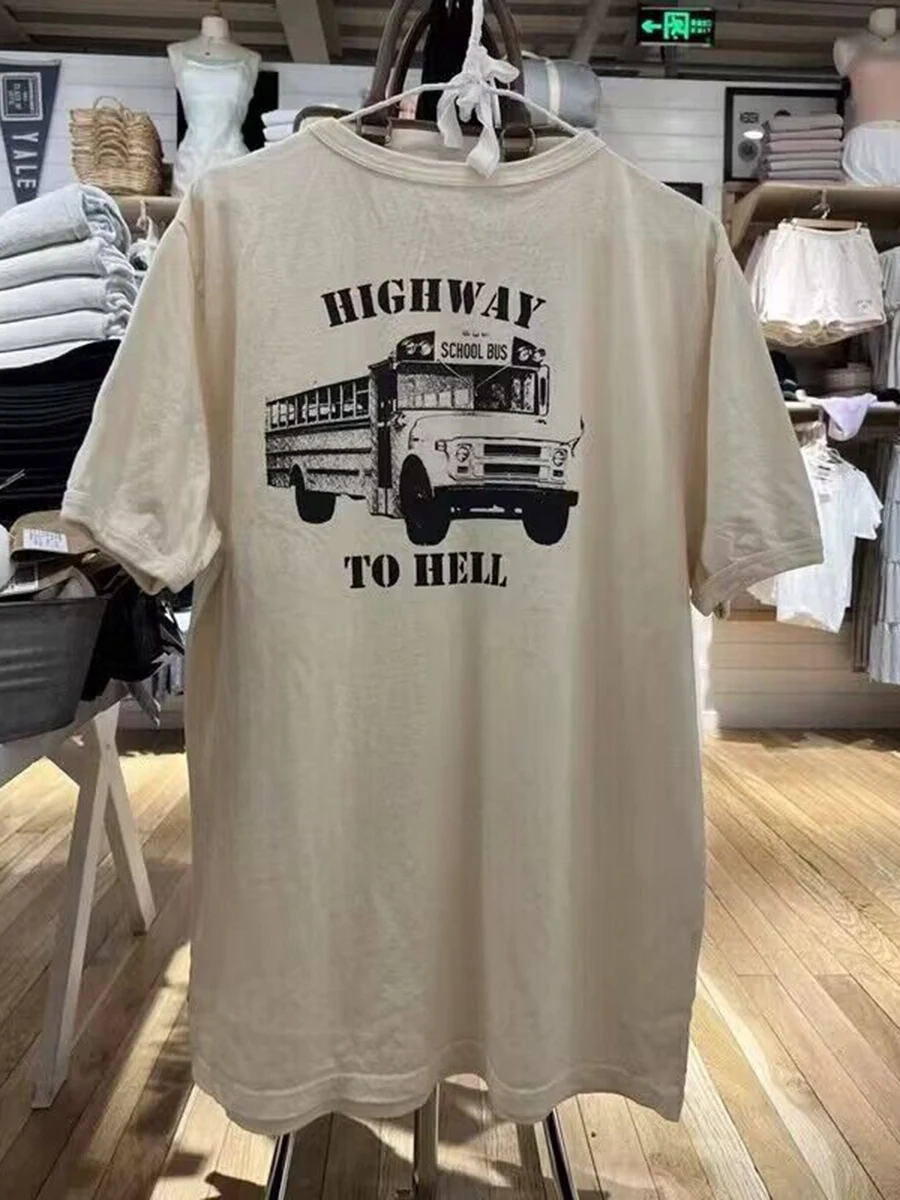 YALE
HIGHWAY
SCHOOL BUS
TO HELL